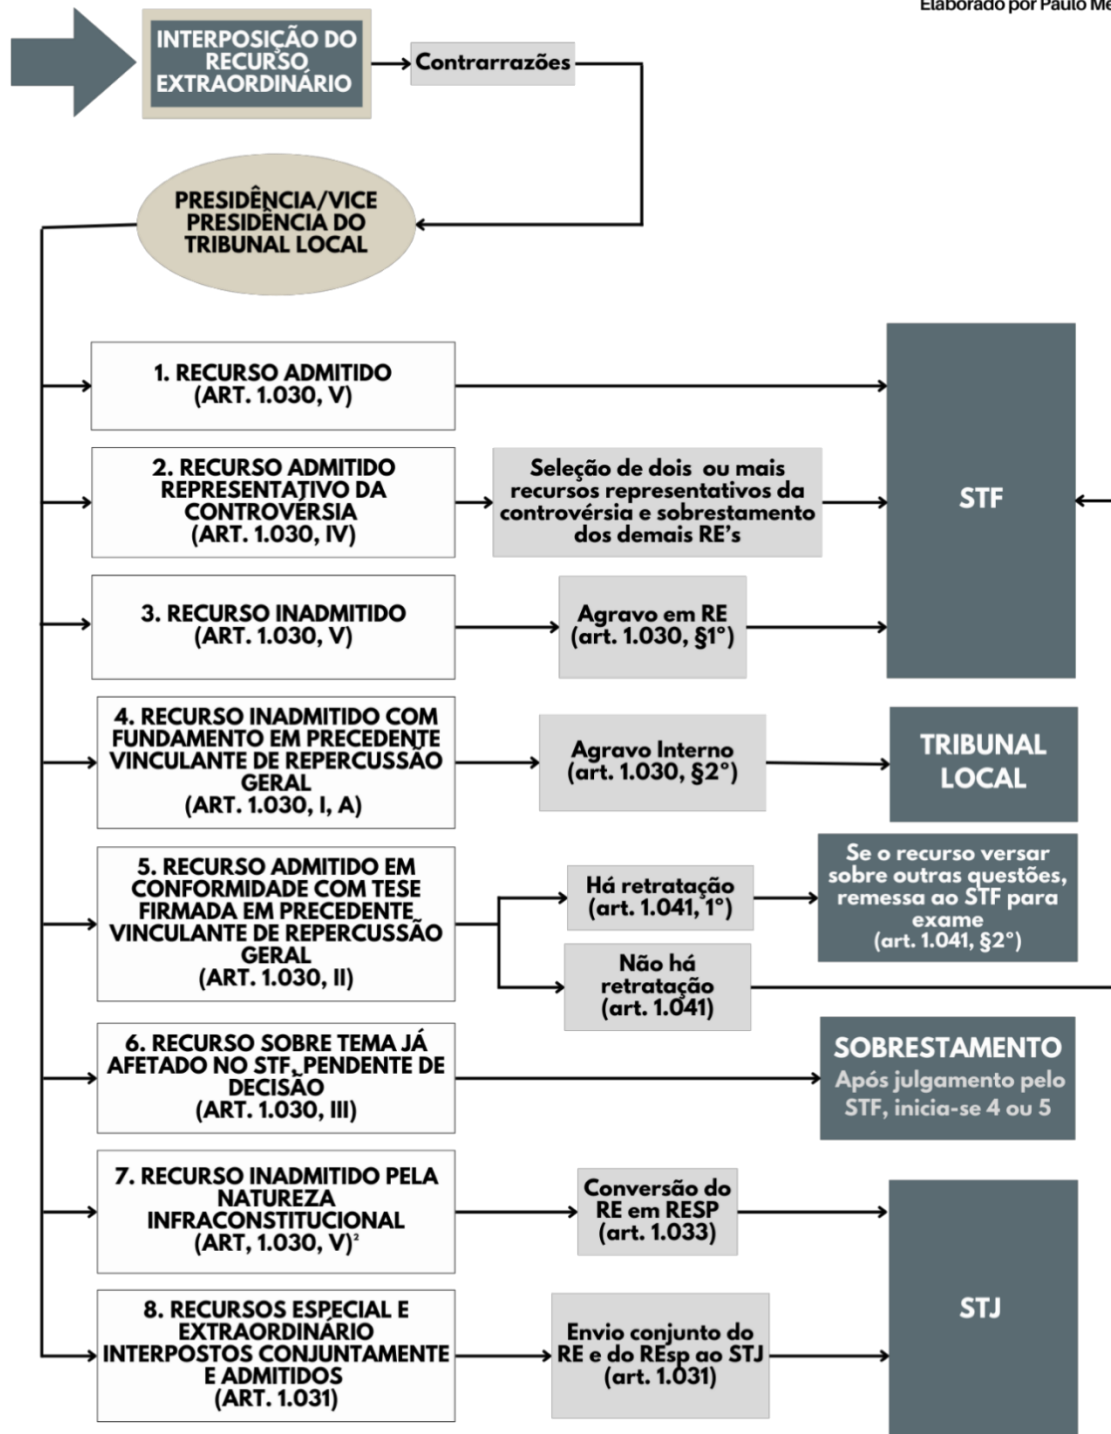 Elaborado por Paulo Me
INTERPOSIÇÃO DO
RECURSO
EXTRAORDINÁRIO
Contrarrazões
PRESIDÊNCIA/VICE
PRESIDÊNCIA DO
TRIBUNAL LOCAL
1. RECURSO ADMITIDO
(ART. 1.030, V)
STF
2. RECURSO ADMITIDO
REPRESENTATIVO DA
CONTROVÉRSIA
(ART. 1.030, IV)
Seleção de dois ou mais
recursos representativos da
controvérsia e sobrestamento
dos demais RE's
3. RECURSO INADMITIDO
(ART. 1.030, V)
Agravo em RE
(art. 1.030, §1º)
4. RECURSO INADMITIDO COM
FUNDAMENTO EM PRECEDENTE
VINCULANTE DE REPERCUSSÃO
GERAL
(ART. 1.030, I, A)
Agravo Interno
(art. 1.030, §2º)
TRIBUNAL
LOCAL
5. RECURSO ADMITIDO EM
CONFORMIDADE COM TESE
FIRMADA EM PRECEDENTE
VINCULANTE DE REPERCUSSÃO
GERAL
(ART. 1.030, II)
Há retratação
(art. 1.041, 1º)
Se o recurso versar
sobre outras questões,
remessa ao STF para
exame
(art. 1.041, §2º)
Não há
retratação
(art. 1.041)
6. RECURSO SOBRE TEMA JÁ
AFETADO NO STF, PENDENTE DE
DECISÃO
(ART. 1.030, III)
SOBRESTAMENTO
Após julgamento pelo
STF, inicia-se 4 ou 5
7. RECURSO INADMITIDO PELA
NATUREZA
INFRACONSTITUCIONAL
(ART, 1.030, V)²
Conversão do
RE em RESP
(art. 1.033)
STJ
8. RECURSOS ESPECIAL E
EXTRAORDINÁRIO
INTERPOSTOS CONJUNTAMENTE
E ADMITIDOS
(ART. 1.031)
Envio conjunto do
RE e do REsp ao STJ
(art. 1.031)